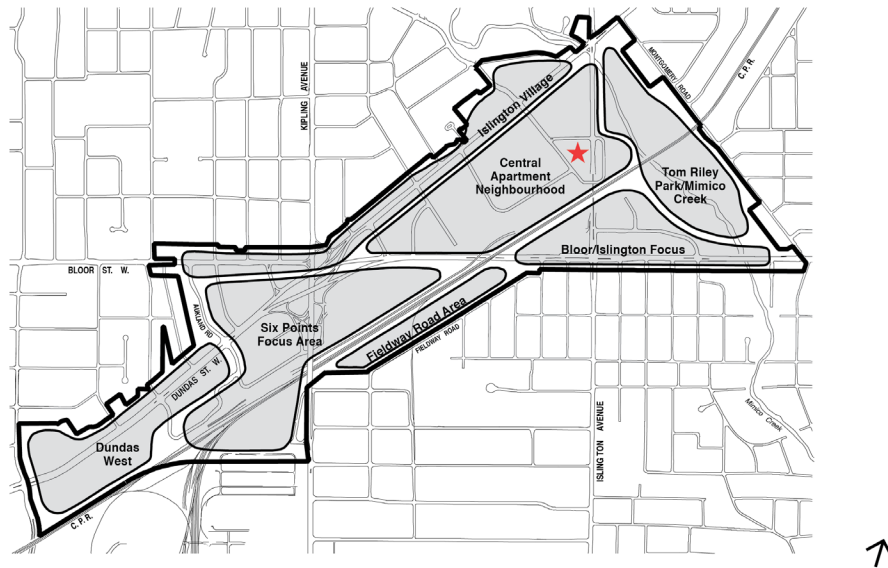 MONTGOMERY ROAD
C.P.R.
KIPLING AVENUE
Islington Village
Central
Apartment
Neighbourhood
Tom Riley
Park/Mimico
Creek
Bloor/Islington Focus
BLOOR ST. W.
AUKLAND RD
Six Points
Focus Area
Fieldway Road Area
FIELDWAY ROAD
DUNDAS ST. W.
Dundas
West
ISLINGTON AVENUE
Mimico Creek
C.P.R.